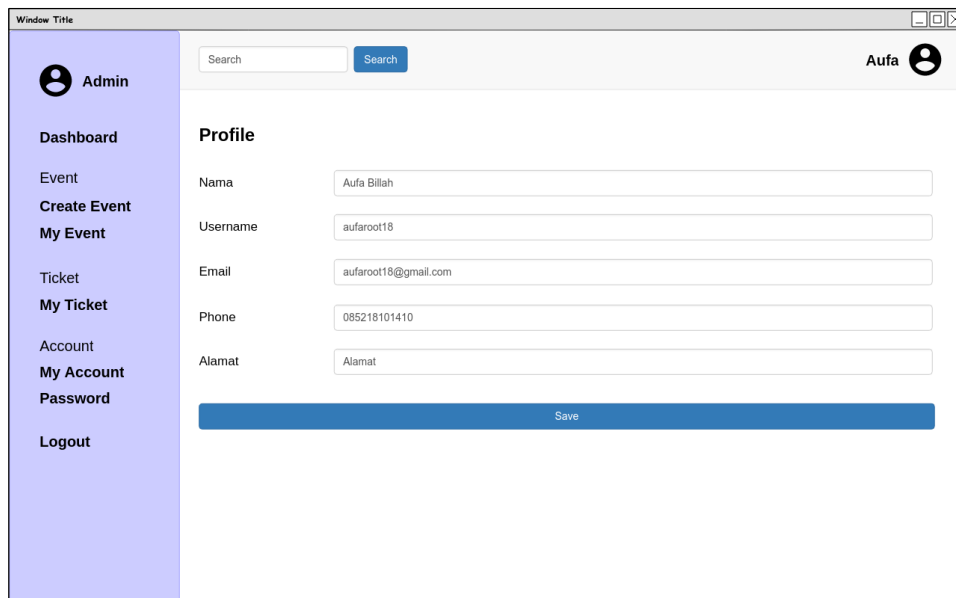 Window Title
Admin
Dashboard
Event
Create Event
My Event
Ticket
My Ticket
Account
My Account
Password
Logout
Search
Search
Aufa
Profile
Nama
Aufa Billah
Username
aufaroot18
Email
aufaroot18@gmail.com
Phone
085218101410
Alamat
Alamat
Save